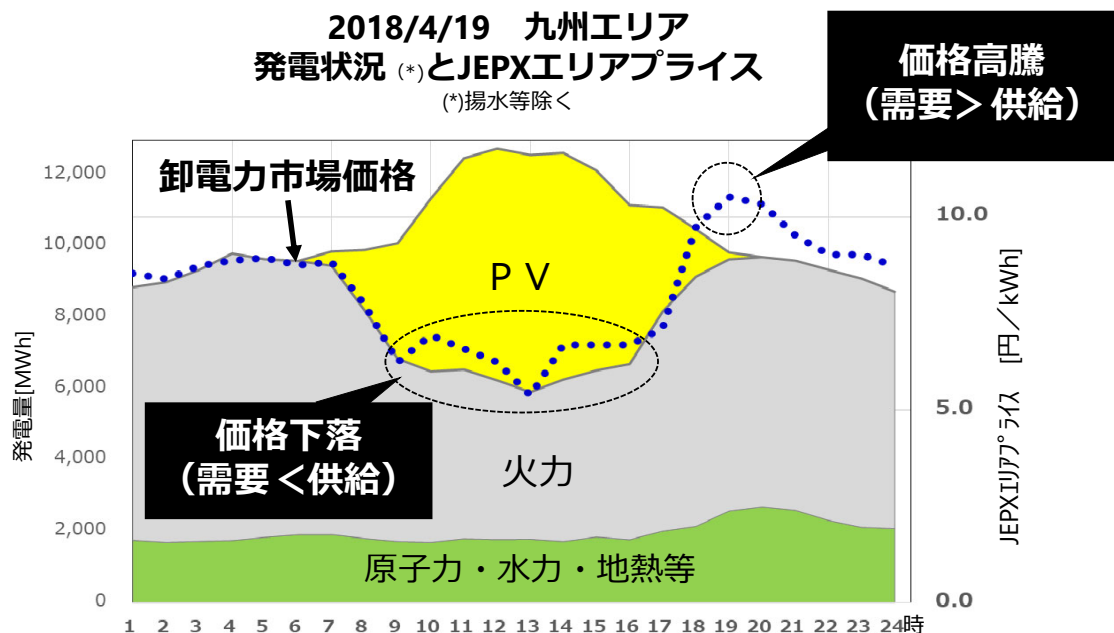 2018/4/19 九州エリア
発電状況 (*)とJEPXエリアプライス
(*)揚水等除く
価格高騰
（需要＞供給）
卸電力市場価格
ＰＶ
価格下落
（需要＜供給）
火力
原子力・水力・地熱等
発電量[MWh]
12,000
10,000
8,000
6,000
4,000
2,000
0
10.0
5.0
0.0
JEPXｴﾘｱﾌﾟﾗｲｽ [円／kWh]
1 2 3 4 5 6 7 8 9 10 11 12 13 14 15 16 17 18 19 20 21 22 23 24時